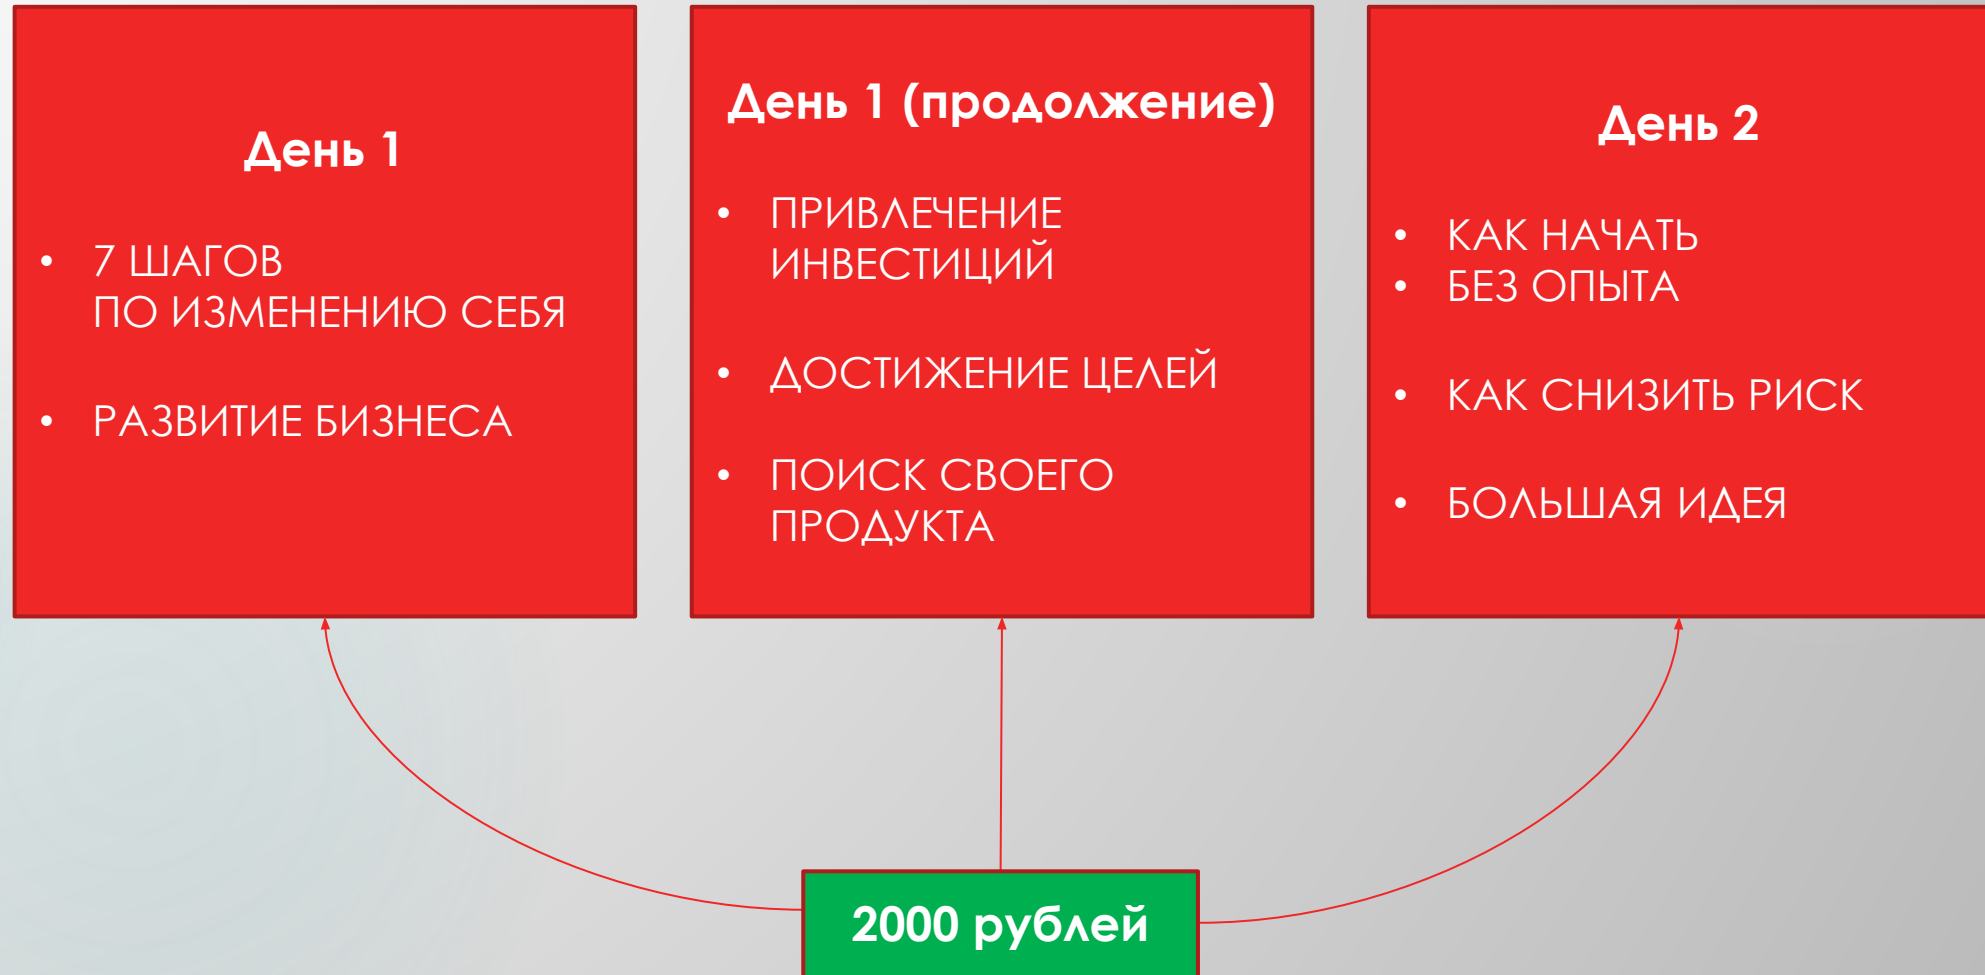 День 1
• 7 ШАГОВ
ПО ИЗМЕНЕНИЮ СЕБЯ
• РАЗВИТИЕ БИЗНЕСА
День 1 (продолжение)
• ПРИВЛЕЧЕНИЕ
ИНВЕСТИЦИЙ
• ДОСТИЖЕНИЕ ЦЕЛЕЙ
• ПОИСК СВОЕГО
ПРОДУКТА
День 2
• КАК НАЧАТЬ
• БЕЗ ОПЫТА
• КАК СНИЗИТЬ РИСК
• БОЛЬШАЯ ИДЕЯ
2000 рублей